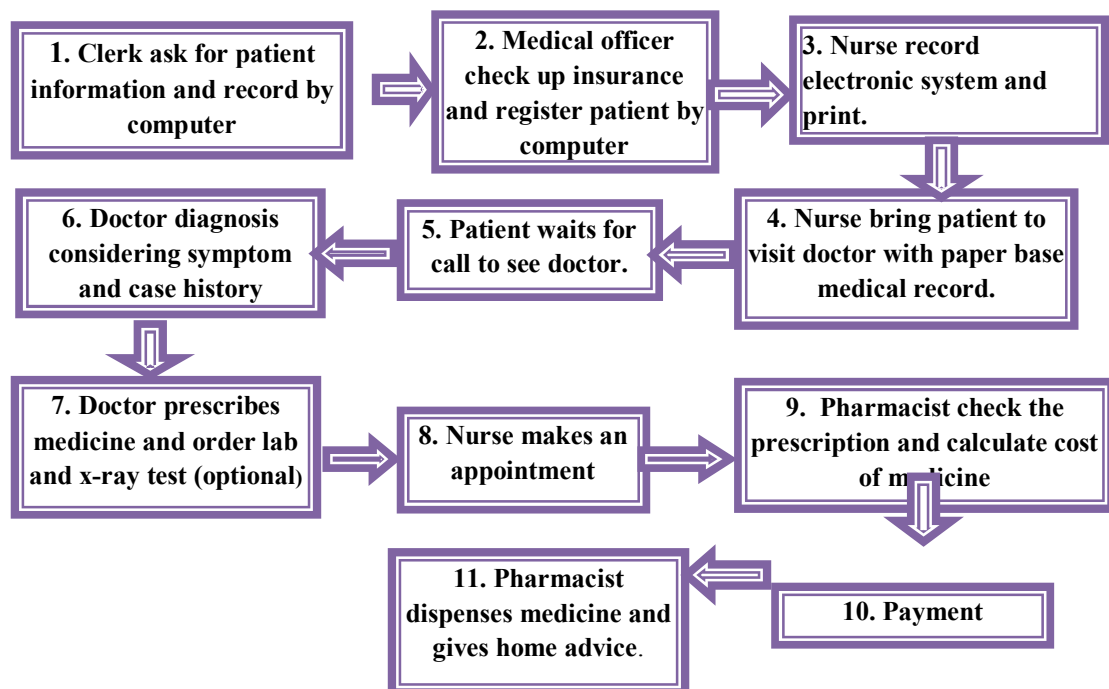 1. Clerk ask for patient
information and record by
computer
2. Medical officer
check up insurance
and register patient by
computer
3. Nurse record
electronic system and
print.
4. Nurse bring patient to
visit doctor with paper base
medical record.
5. Patient waits for
call to see doctor.
6. Doctor diagnosis
considering symptom
and case history
7. Doctor prescribes
medicine and order lab
and x-ray test (optional)
8. Nurse makes an
appointment
9. Pharmacist check the
prescription and calculate cost
of medicine
10. Payment
11. Pharmacist
dispenses medicine and
gives home advice.